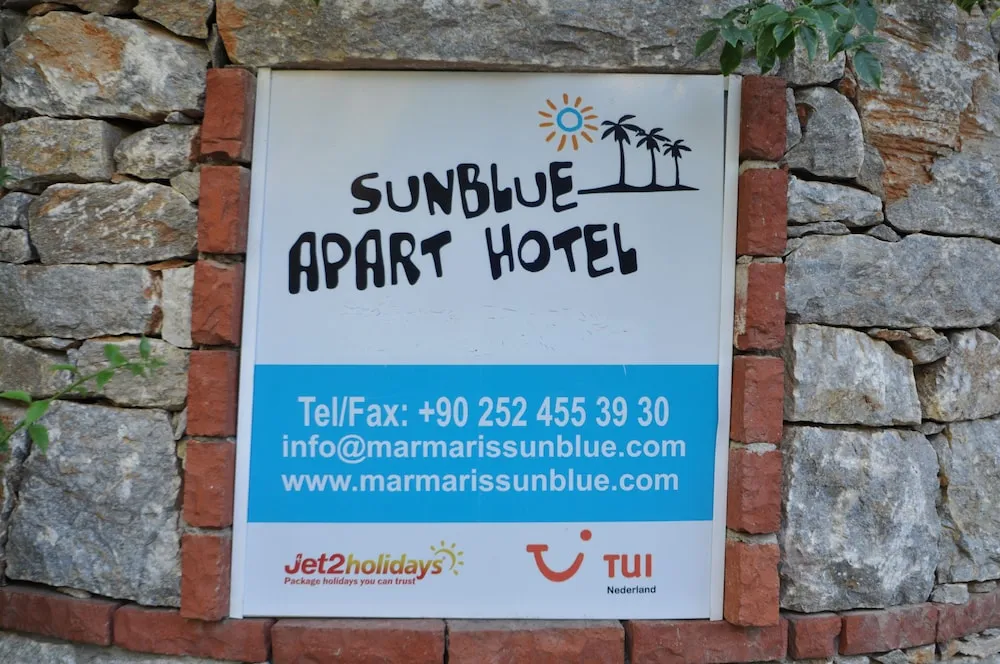 SUNBLUE
APART HOTEL
Tel/Fax: +90 252 455 39 30
info@marmarissunblue.com
www.marmarissunblue.com
Jet2holidays
Package holidays you can trust
TUI
Nederland